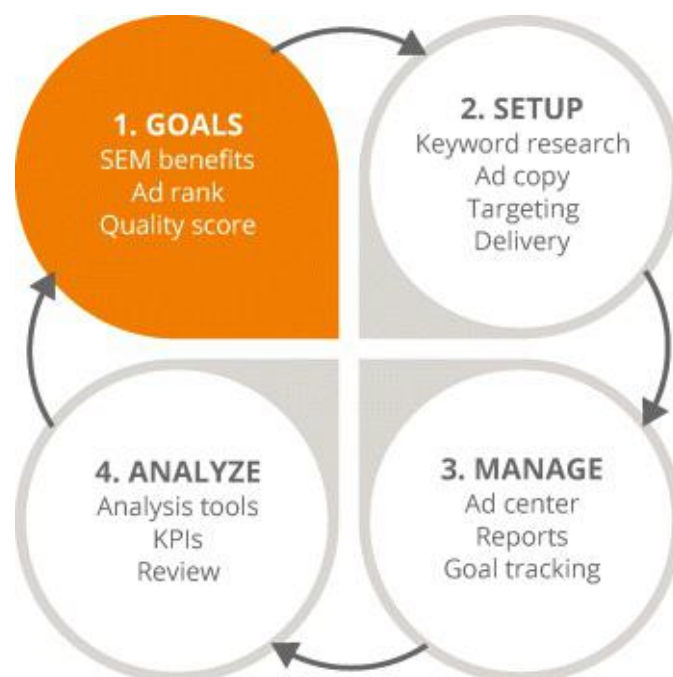 1. GOALS
SEM benefits
Ad rank
Quality score
2. SETUP
Keyword research
Ad copy
Targeting
Delivery
3. MANAGE
Ad center
Reports
Goal tracking
4. ANALYZE
Analysis tools
KPIs
Review